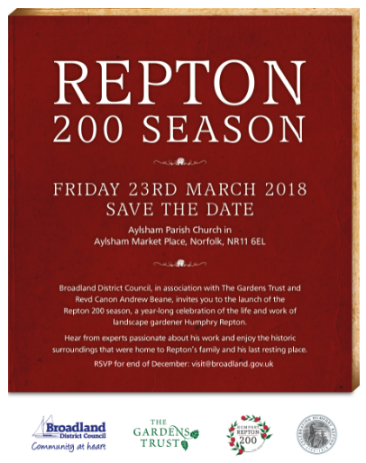 REPTON
200 SEASON
FRIDAY 23RD MARCH 2018
SAVE THE DATE
Aylsham Parish Church in
Aylsham Market Place, Norfolk, NR11 6EL
Broadland District Council, in association with The Gardens Trust and
Revd Canon Andrew Beane, invites you to the launch of the
Repton 200 season, a year-long celebration of the life and work of
landscape gardener Humphry Repton.
Hear from experts passionate about his work and enjoy the historic
surroundings that were home to Repton's family and his last resting place.
RSVP for end of December: visit@broadland.gov.uk
Broadland
District Council
Community at heart
THE
GARDENS
TRUST
HUMPHRY
REPTON
200